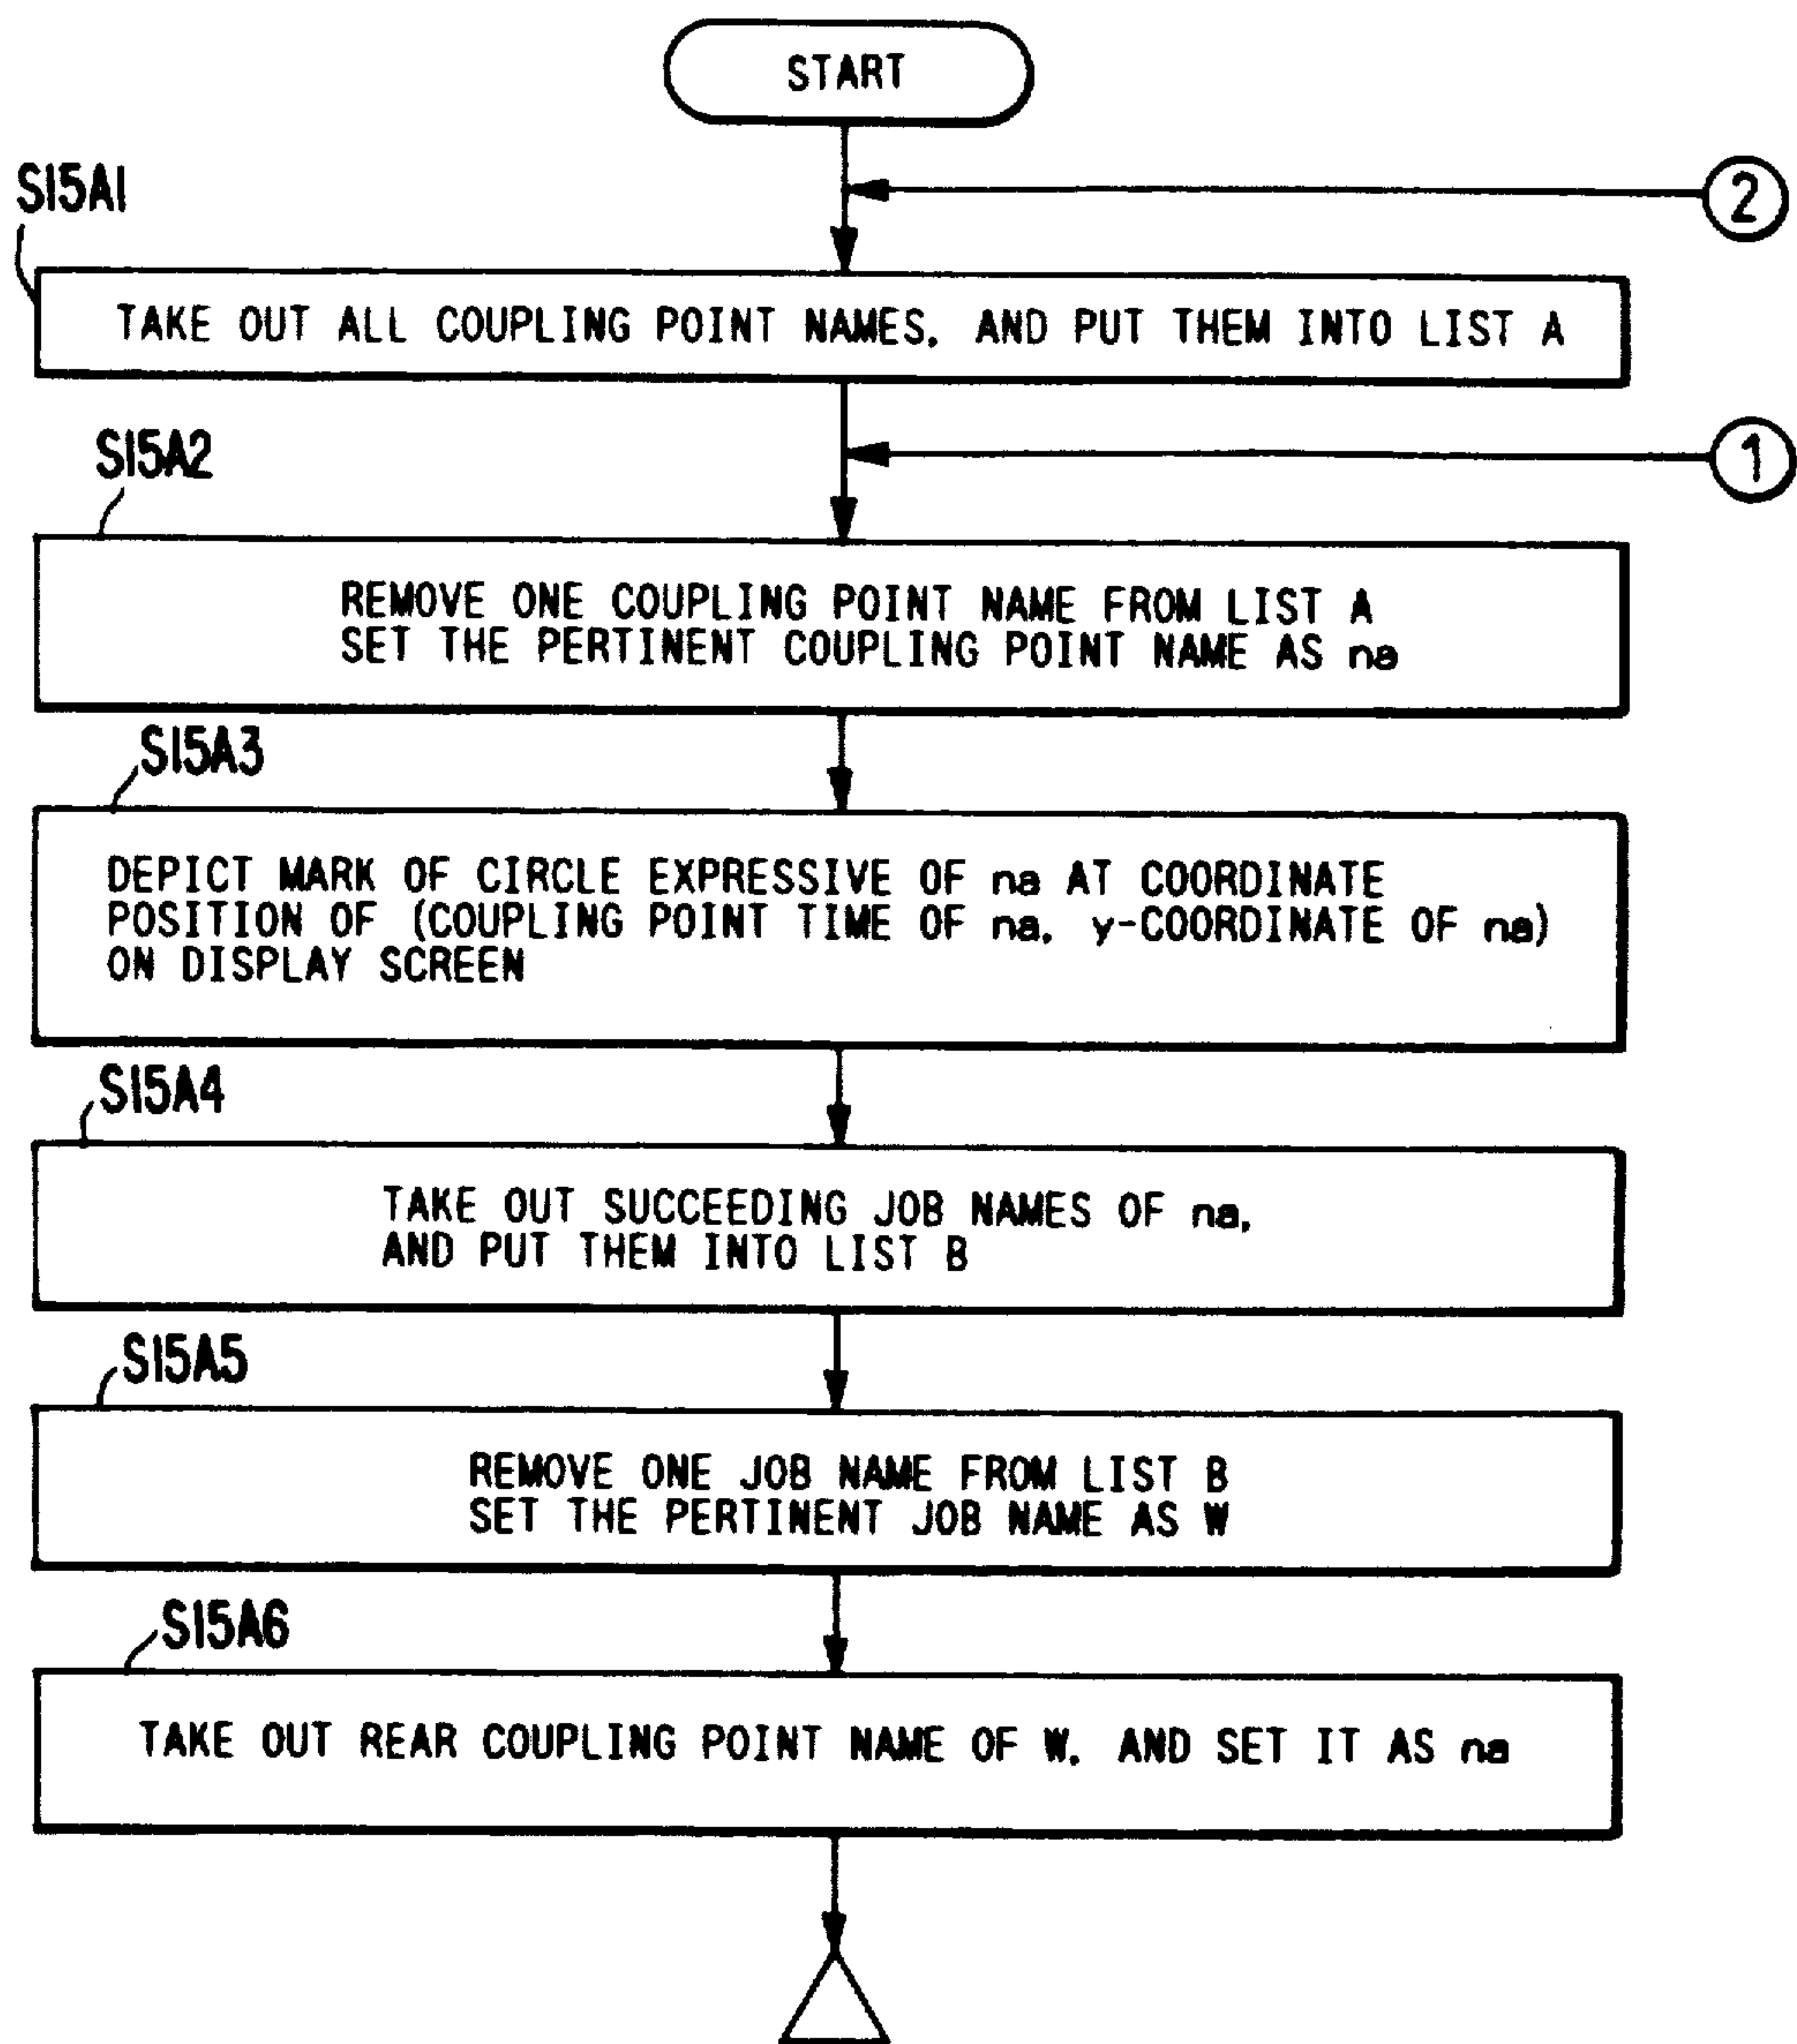 START
2
S15A1
TAKE OUT ALL COUPLING POINT NAMES, AND PUT THEM INTO LIST A
1
S15A2
REMOVE ONE COUPLING POINT NAME FROM LIST A
SET THE PERTINENT COUPLING POINT NAME AS na
S15A3
DEPICT MARK OF CIRCLE EXPRESSIVE OF na AT COORDINATE
POSITION OF (COUPLING POINT TIME OF na, y-COORDINATE OF na)
ON DISPLAY SCREEN
S15A4
TAKE OUT SUCCEEDING JOB NAMES OF na,
AND PUT THEM INTO LIST B
S15A5
REMOVE ONE JOB NAME FROM LIST B
SET THE PERTINENT JOB NAME AS W
S15A6
TAKE OUT REAR COUPLING POINT NAME OF W, AND SET IT AS na